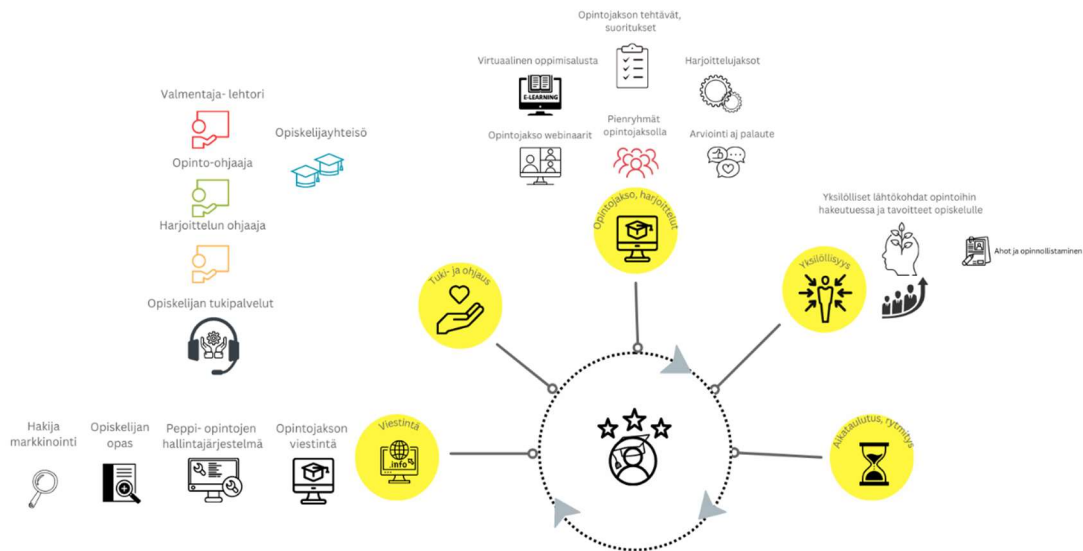 Opintojakson tehtävät,
suoritukset
Virtuaalinen oppimisalusta
E-LEARNING
Harjoittelujaksot
Opintojakso webinaarit
Pienryhmät
opintojaksolla
Arviointi aj palaute
Valmentaja- lehtori
Opiskelijayhteisö
Opinto-ohjaaja
Harjoittelun ohjaaja
Opiskelijan tukipalvelut
Opintojakso, harjoittelut
Yksilölliset lähtökohdat opintoihin
hakeutuessa ja tavoitteet opiskelulle
Ahot ja opinnollistaminen
Tuki- ja ohjaus
Yksilöllisyys
Hakija
markkinointi
Opiskelijan
opas
Peppi- opintojen
hallintajärjestelmä
Opintojakson
viestintä
Viestintä
info
Aikataulutus, rytmitys